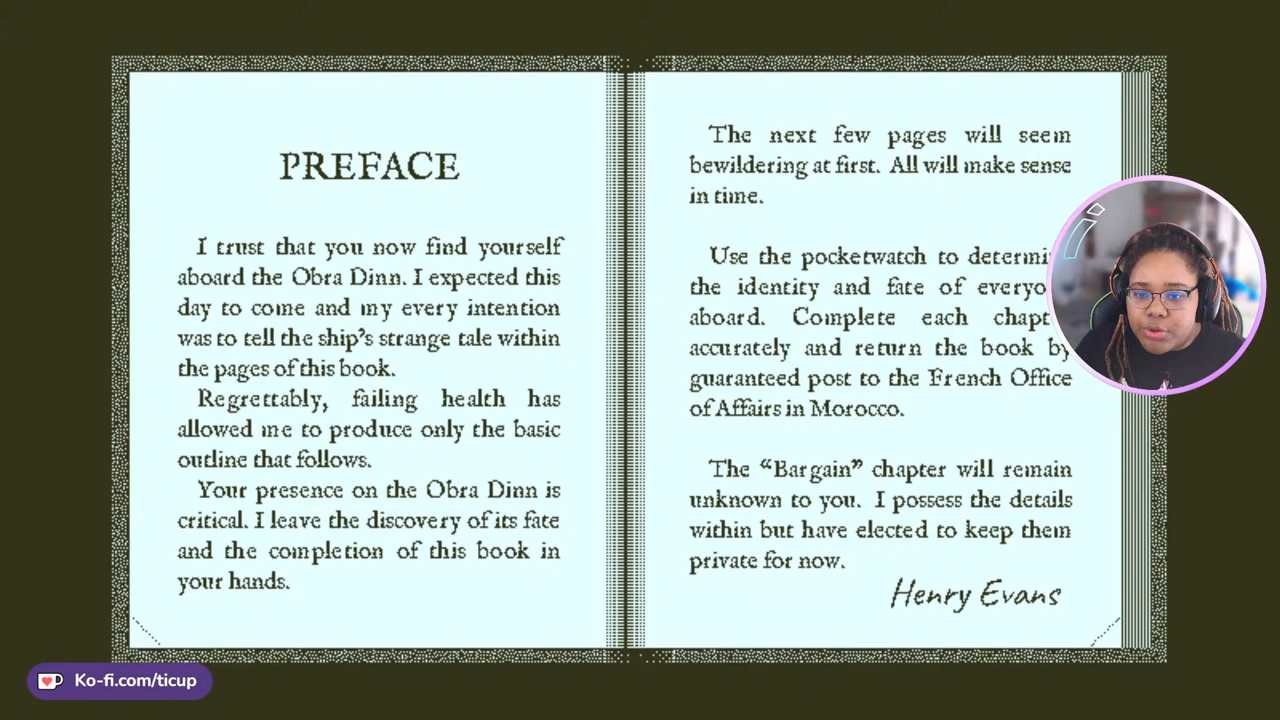 PREFACE
I trust that you now find yourself
aboard the Obra Dinn. I expected this
day to come and my every intention
was to tell the ship's strange tale within
the pages of this book.
Regrettably, failing health has
allowed me to produce only the basic
outline that follows.
Your presence on the Obra Dinn is
critical. I leave the discovery of its fate
and the completion of this book in
your hands.
The next few pages will seem
bewildering at first. All will make sense
in time.
Use the pocketwatch to
the identity and fate of
aboard. Complete each
accurately and return the book by
guaranteed post to the French Office
of Affairs in Morocco.
The “Bargain” chapter will remain
unknown to you. I possess the details
within but have elected to keep them
private for now.
Henry Evans
Ko-fi.com/ticup